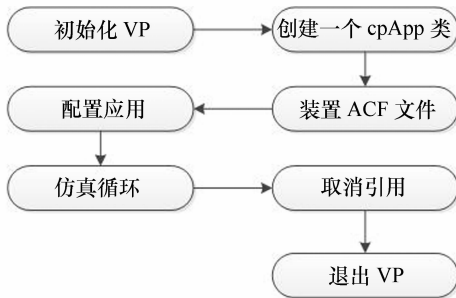 初始化 VP
创建一个 cpApp 类
配置应用
装置 ACF 文件
仿真循环
取消引用
退出 VP